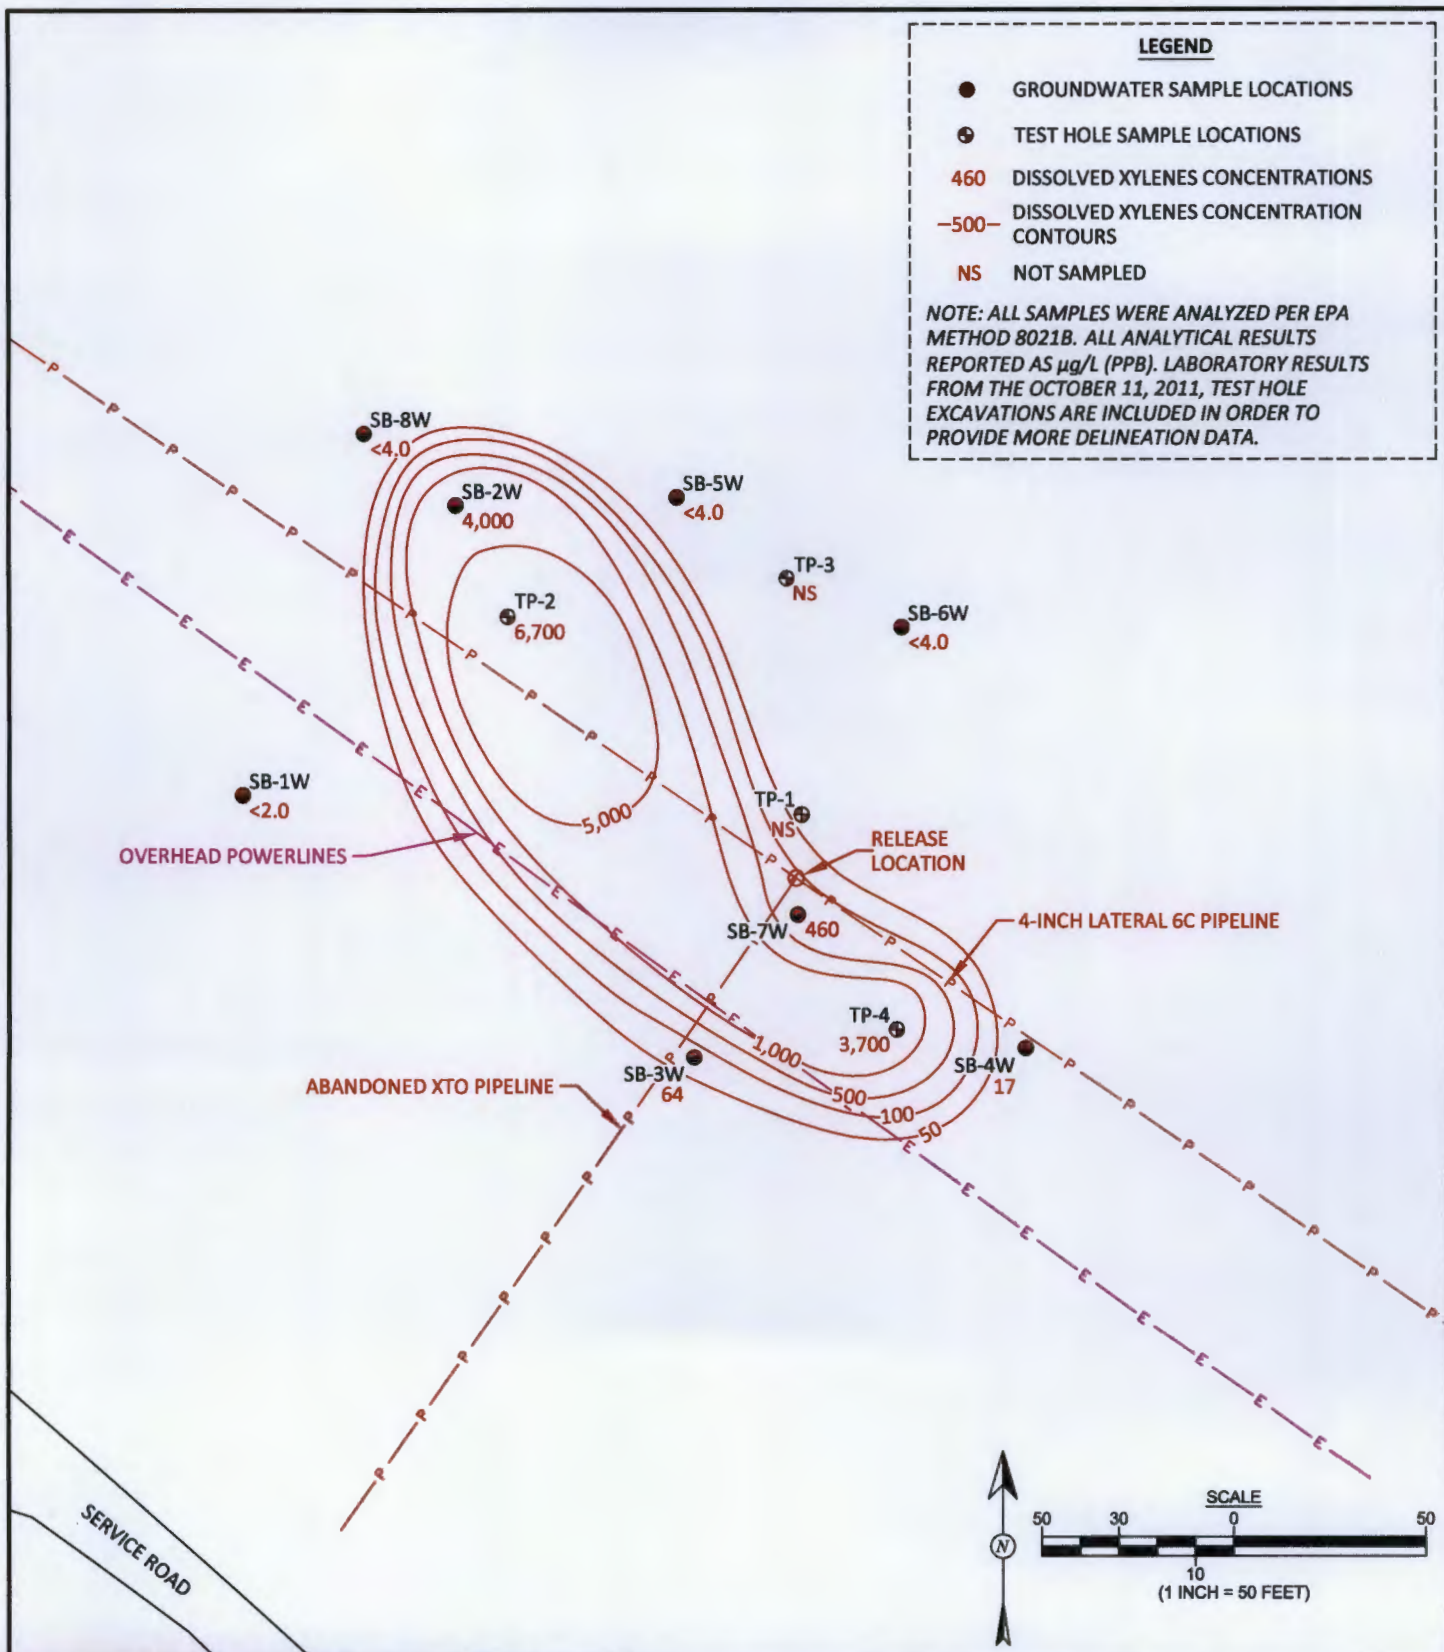 LEGEND
GROUNDWATER SAMPLE LOCATIONS
TEST HOLE SAMPLE LOCATIONS
460 DISSOLVED XYLENES CONCENTRATIONS
-500- DISSOLVED XYLENES CONCENTRATION
CONTOURS
NS NOT SAMPLED
NOTE: ALL SAMPLES WERE ANALYZED PER EPA
METHOD 8021B. ALL ANALYTICAL RESULTS
REPORTED AS µg/L (PPB). LABORATORY RESULTS
FROM THE OCTOBER 11, 2011, TEST HOLE
EXCAVATIONS ARE INCLUDED IN ORDER TO
PROVIDE MORE DELINEATION DATA.
SB-8W
<4.0
SB-2W
4,000
SB-5W
<4.0
TP-3
NS
TP-2
6,700
SB-6W
<4.0
SB-1W
<2.0
5,000
TP-1
NS
OVERHEAD POWERLINES
RELEASE
LOCATION
SB-7W
460
4-INCH LATERAL 6C PIPELINE
TP-4
3,700
1,000
SB-4W
17
SB-3W
64
ABANDONED XTO PIPELINE
500
100
50
P P P P P P P P P P P P P P P P P P P P P P P
E E E E E E E E E E E E E E E E E E E E E
P P P P P P P P P
SERVICE ROAD
N
SCALE
50 30 0 50
10
(1 INCH = 50 FEET)